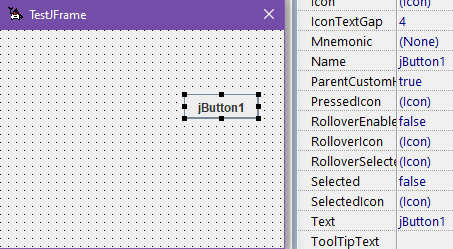 TestJFrame
jButton1
Icon (Icon)
IconTextGap 4
Mnemonic (None)
Name jButton1
ParentCustomH true
PressedIcon (Icon)
RolloverEnable false
RolloverIcon (Icon)
RolloverSelecte (Icon)
Selected false
SelectedIcon (Icon)
Text jButton1
ToolTipText